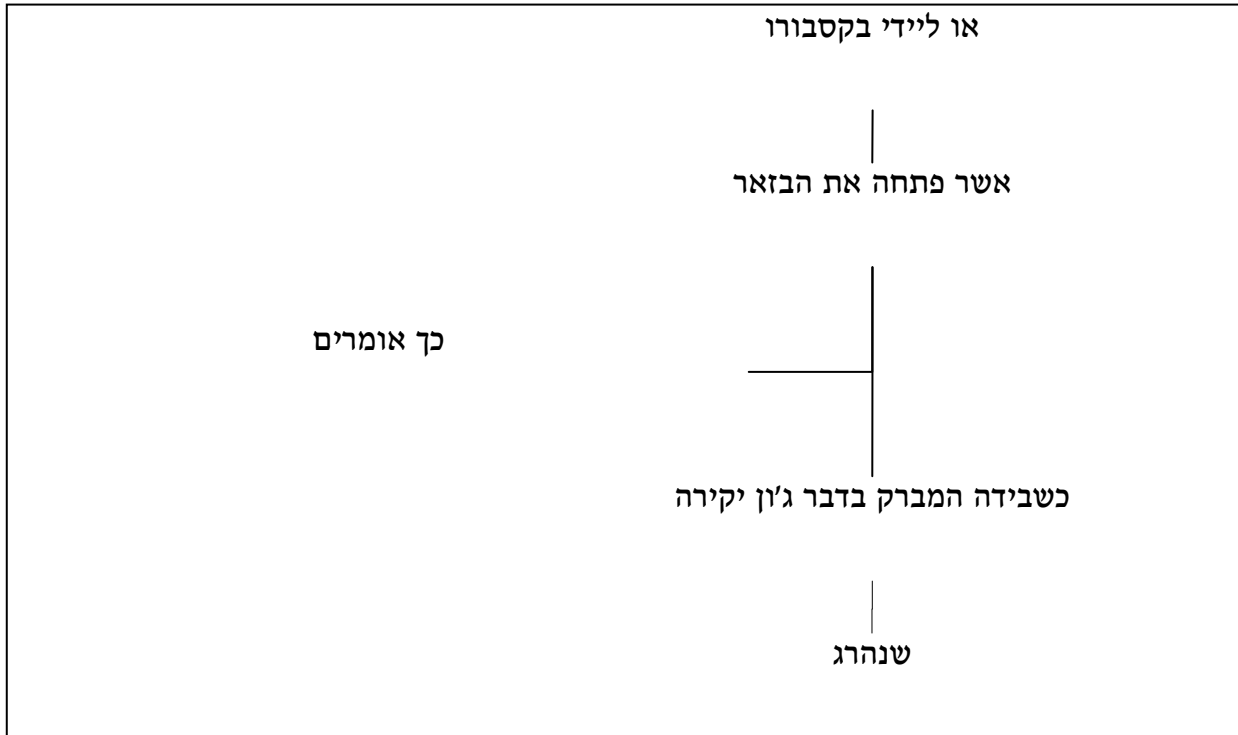 או ליידי בקסבורו
אשר פתחה את הבזאר
כך אומרים
כשבידה המברק בדבר ג'ון יקירה
שנהרג